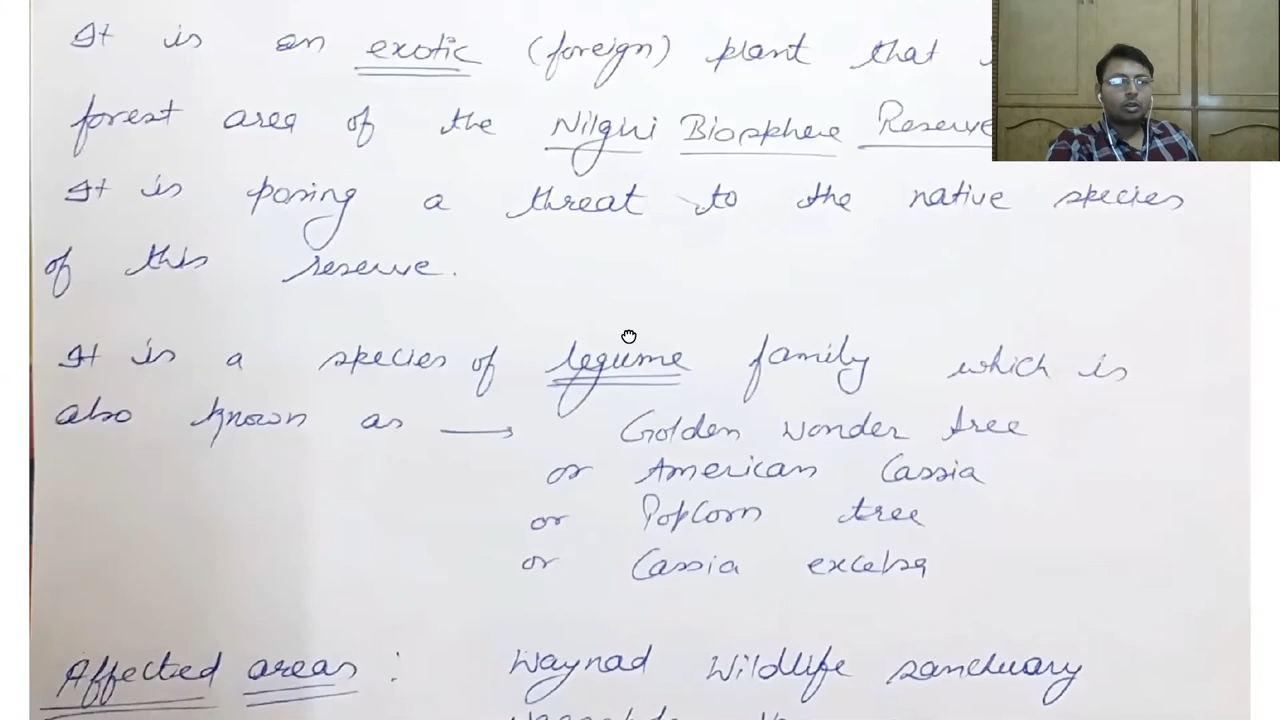 It is an exotic (foreign) plant that
forest area of the Nilgiri Biosphere Reserve
It is posing a threat to the native species
of this reserve.
It is a species of legume family which is
also known as → Golden wonder tree
or American Cassia
or Popcorn tree
or Cassia excelsa
Affected areas : Waynad Wildlife sanctuary